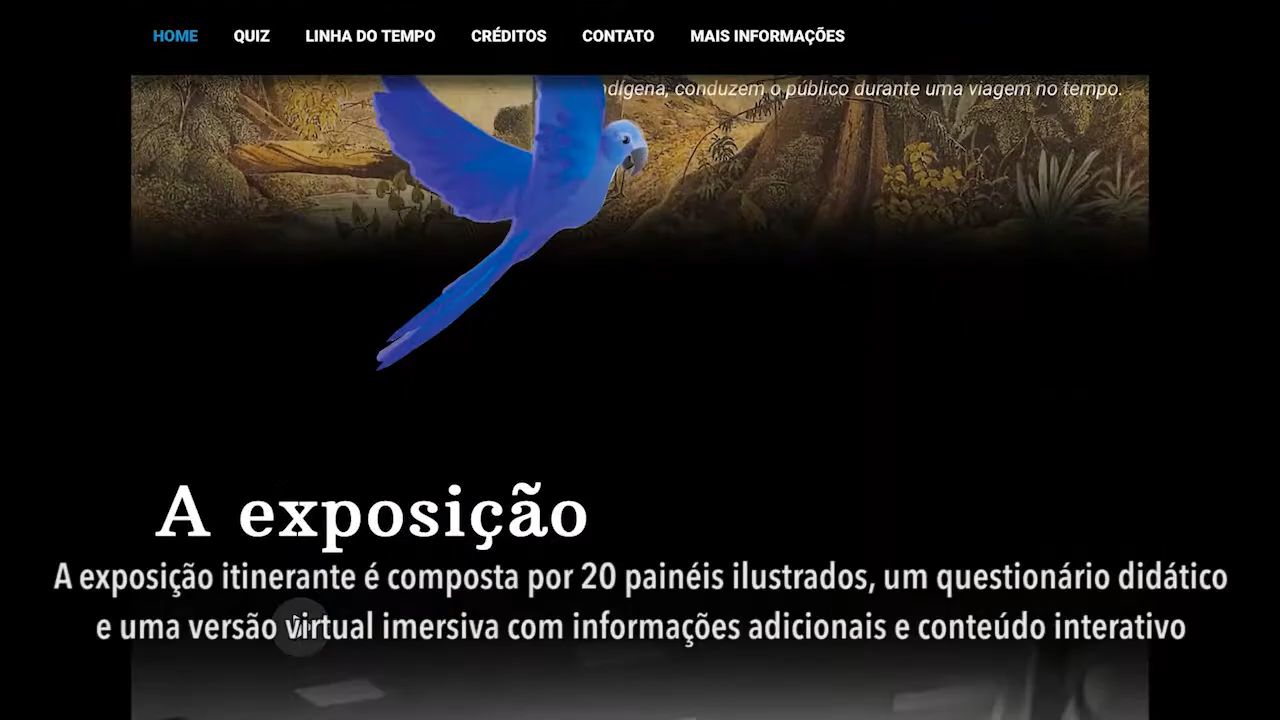 HOME QUIZ LINHA DO TEMPO CRÉDITOS CONTATO MAIS INFORMAÇÕES
conduzem o público durante uma viagem no tempo.
A exposição
A exposição itinerante é composta por 20 painéis ilustrados, um questionário didático
e uma versão virtual imersiva com informações adicionais e conteúdo interativo